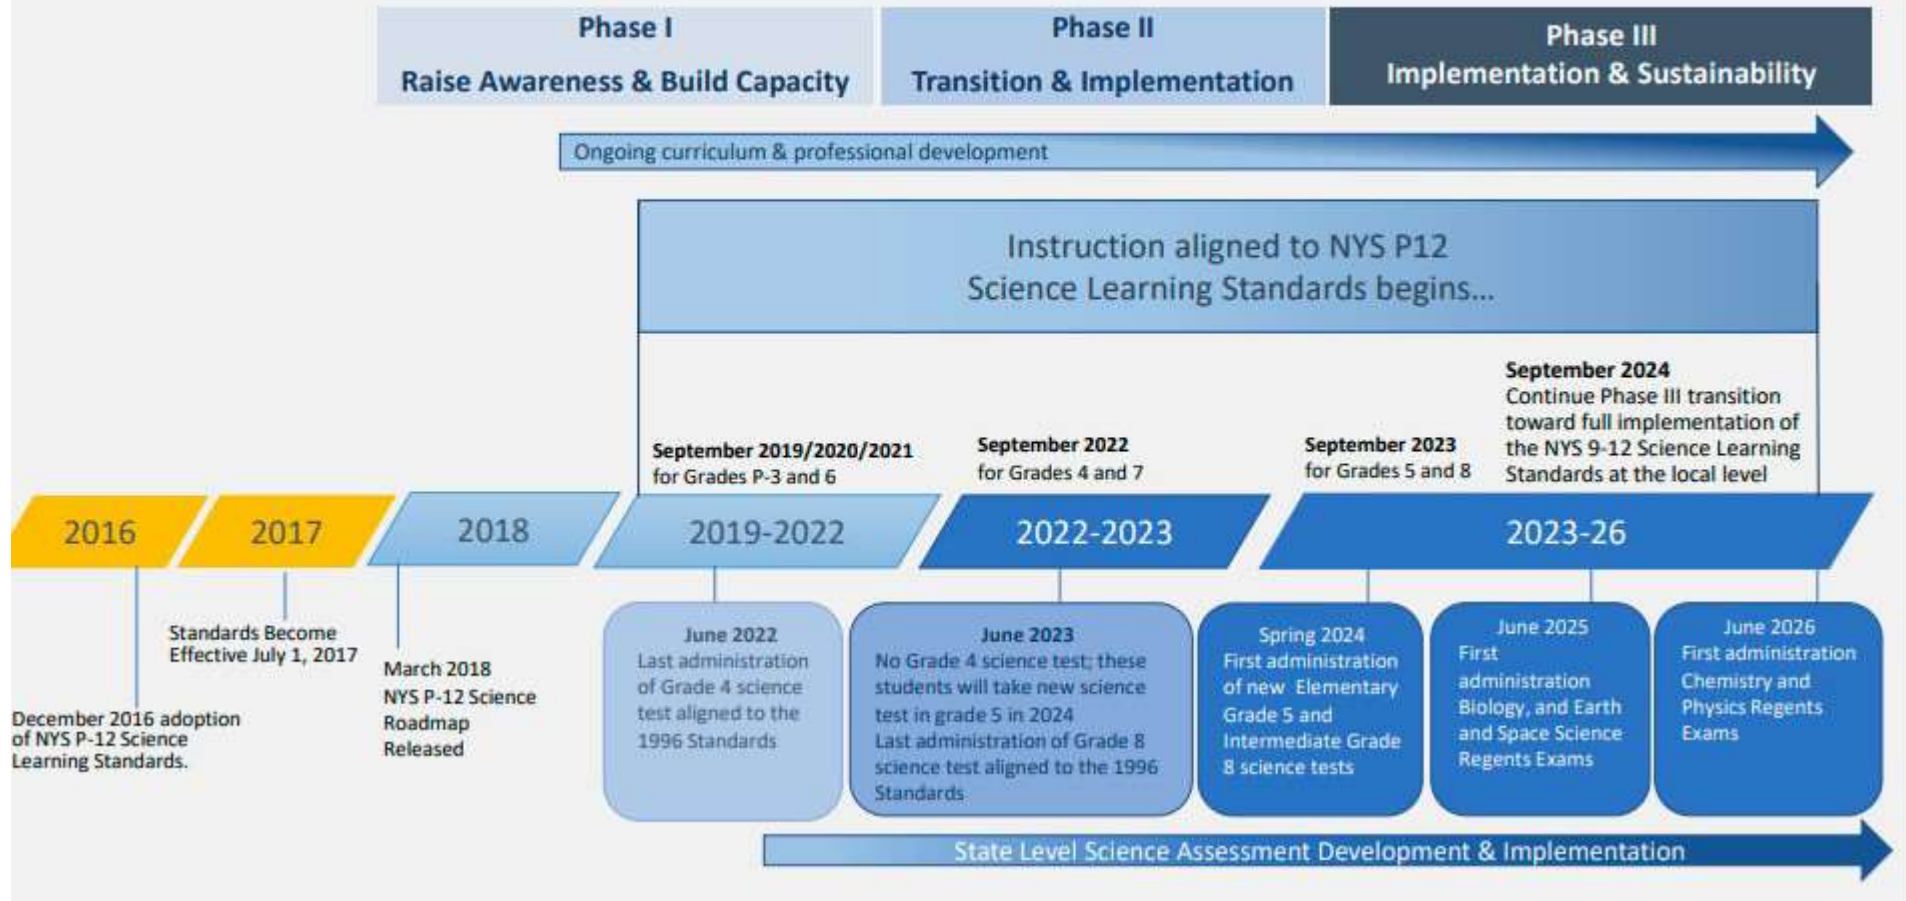 Phase I
Raise Awareness & Build Capacity
Phase II
Transition & Implementation
Phase III
Implementation & Sustainability
Ongoing curriculum & professional development
Instruction aligned to NYS P12
Science Learning Standards begins...
September 2019/2020/2021
for Grades P-3 and 6
September 2022
for Grades 4 and 7
September 2023
for Grades 5 and 8
September 2024
Continue Phase III transition
toward full implementation of
the NYS 9-12 Science Learning
Standards at the local level
2016
2017
2018
2019-2022
2022-2023
2023-26
December 2016 adoption
of NYS P-12 Science
Learning Standards.
Standards Become
Effective July 1, 2017
March 2018
NYS P-12 Science
Roadmap
Released
June 2022
Last administration
of Grade 4 science
test aligned to the
1996 Standards
June 2023
No Grade 4 science test; these
students will take new science
test in grade 5 in 2024
Last administration of Grade 8
science test aligned to the 1996
Standards
Spring 2024
First administration
of new Elementary
Grade 5 and
Intermediate Grade
8 science tests
June 2025
First
administration
Biology, and Earth
and Space Science
Regents Exams
June 2026
First administration
Chemistry and
Physics Regents
Exams
State Level Science Assessment Development & Implementation